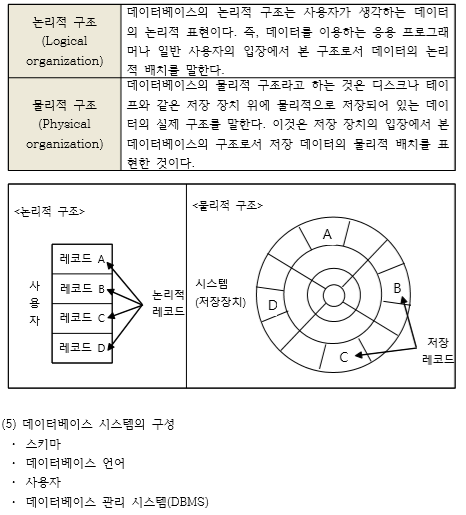 논리적 구조
(Logical
organization)
데이터베이스의 논리적 구조는 사용자가 생각하는 데이터
의 논리적 표현이다. 즉, 데이터를 이용하는 응용 프로그래
머나 일반 사용자의 입장에서 본 구조로서 데이터의 논리
적 배치를 말한다.
물리적 구조
(Physical
organization)
데이터베이스의 물리적 구조라고 하는 것은 디스크나 테이
프와 같은 저장 장치 위에 물리적으로 저장되어 있는 데이
터의 실제 구조를 말한다. 이것은 저장 장치의 입장에서 본
데이터베이스의 구조로서 저장 데이터의 물리적 배치를 표
현한 것이다.
<논리적 구조>
사
용
자
레코드 A
레코드 B
레코드 C
레코드 D
논리적
레코드
<물리적 구조>
시스템
(저장장치)
A
B
D
C
저장
레코드
(5) 데이터베이스 시스템의 구성
· 스키마
· 데이터베이스 언어
· 사용자
· 데이터베이스 관리 시스템(DBMS)